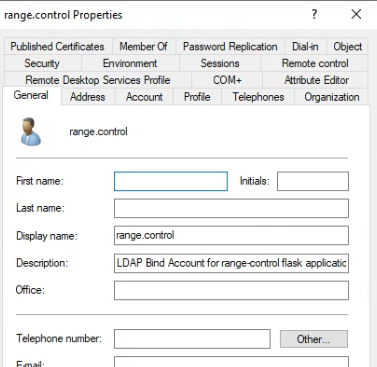 range.control Properties
?
Published Certificates Member Of Password Replication Dial-in Object
Security Environment Sessions Remote control
Remote Desktop Services Profile COM+ Attribute Editor
General Address Account Profile Telephones Organization
range.control
First name: Initials:
Last name:
Display name: range.control
Description: LDAP Bind Account for range-control flask applicatic
Office:
Telephone number: Other...
E-mail: